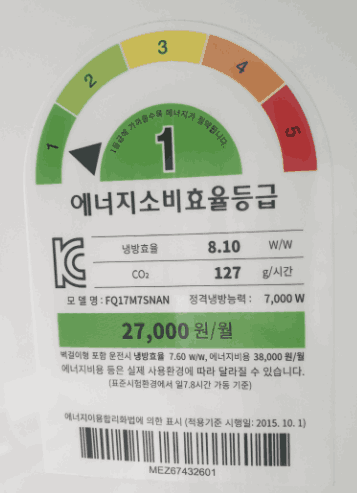 1 2 3 4 5
1등급에 가까울수록 에너지가 절약됩니다.
1
에너지소비효율등급
냉방효율 8.10 W/W
CO₂ 127 g/시간
모 델 명 : FQ17M7SNAN 정격냉방능력 : 7,000 W
27,000 원/월
벽걸이형 포함 운전시 냉방효율 7.60 W/W, 에너지비용 38,000 원/월
에너지비용 등은 실제 사용환경에 따라 달라질 수 있습니다.
(표준시험환경에서 일7.8시간 가동 기준)
에너지이용합리화법에 의한 표시 (적용기준 시행일: 2015. 10. 1)
MEZ67432601